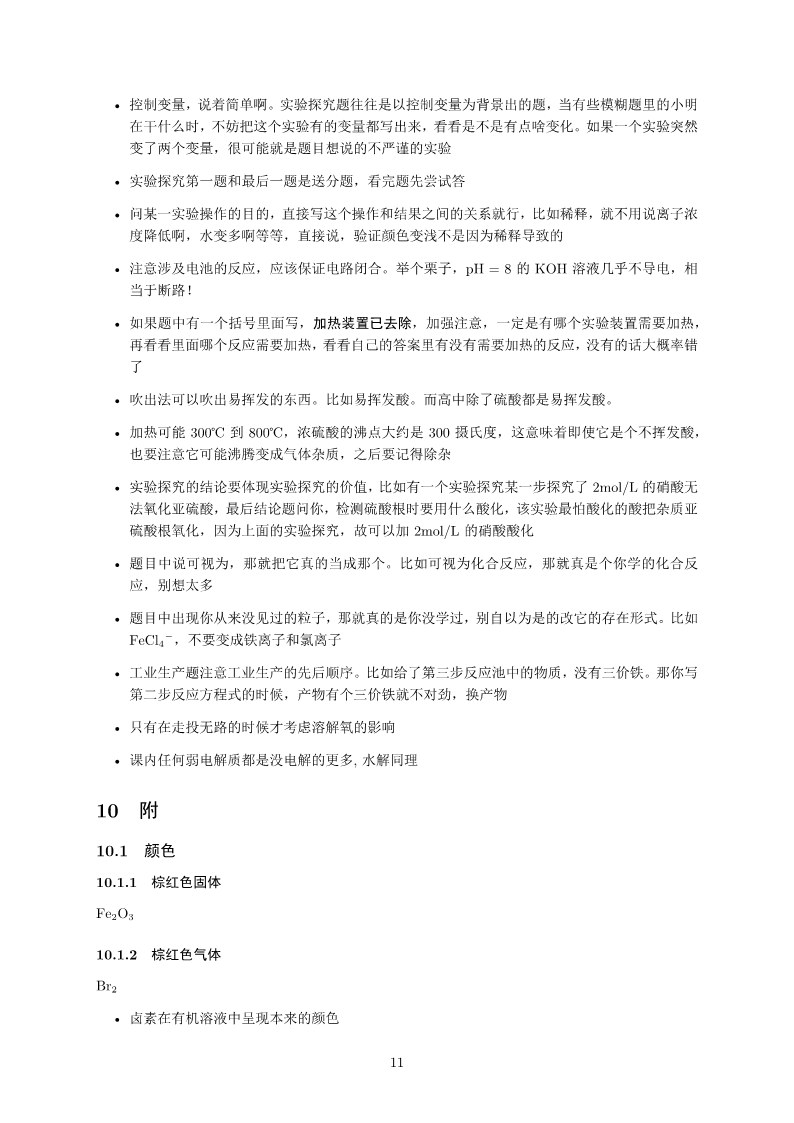 • 控制变量，说着简单啊。实验探究题往往是以控制变量为背景出的题，当有些模糊题里的小明
在干什么时，不妨把这个实验有的变量都写出来，看看是不是有点啥变化。如果一个实验突然
变了两个变量，很可能就是题目想说的不严谨的实验
• 实验探究第一题和最后一题是送分题，看完题先尝试答
• 问某一实验操作的目的，直接写这个操作和结果之间的关系就行，比如稀释，就不用说离子浓
度降低啊，水变多啊等等，直接说，验证颜色变浅不是因为稀释导致的
• 注意涉及电池的反应，应该保证电路闭合。举个栗子，pH = 8 的 KOH 溶液几乎不导电，相
当于断路！
• 如果题中有一个括号里面写，加热装置已去除，加强注意，一定是有哪个实验装置需要加热，
再看看里面哪个反应需要加热，看看自己的答案里有没有需要加热的反应，没有的话大概率错
了
• 吹出法可以吹出易挥发的东西。比如易挥发酸。而高中除了硫酸都是易挥发酸。
• 加热可能 300℃ 到 800℃，浓硫酸的沸点大约是 300 摄氏度，这意味着即使它是个不挥发酸，
也要注意它可能沸腾变成气体杂质，之后要记得除杂
• 实验探究的结论要体现实验探究的价值，比如有一个实验探究某一步探究了 2mol/L 的硝酸无
法氧化亚硫酸，最后结论题问你，检测硫酸根时要用什么酸化，该实验最怕酸化的酸把杂质亚
硫酸根氧化，因为上面的实验探究，故可以加 2mol/L 的硝酸酸化
• 题目中说可视为，那就把它真的当成那个。比如可视为化合反应，那就真是个你学的化合反
应，别想太多
• 题目中出现你从来没见过的粒子，那就真的是你没学过，别自以为是的改它的存在形式。比如
FeCl₄⁻，不要变成铁离子和氯离子
• 工业生产题注意工业生产的先后顺序。比如给了第三步反应池中的物质，没有三价铁。那你写
第二步反应方程式的时候，产物有个三价铁就不对劲，换产物
• 只有在走投无路的时候才考虑溶解氧的影响
• 课内任何弱电解质都是没电解的更多, 水解同理
10 附
10.1 颜色
10.1.1 棕红色固体
Fe₂O₃
10.1.2 棕红色气体
Br₂
• 卤素在有机溶液中呈现本来的颜色
11